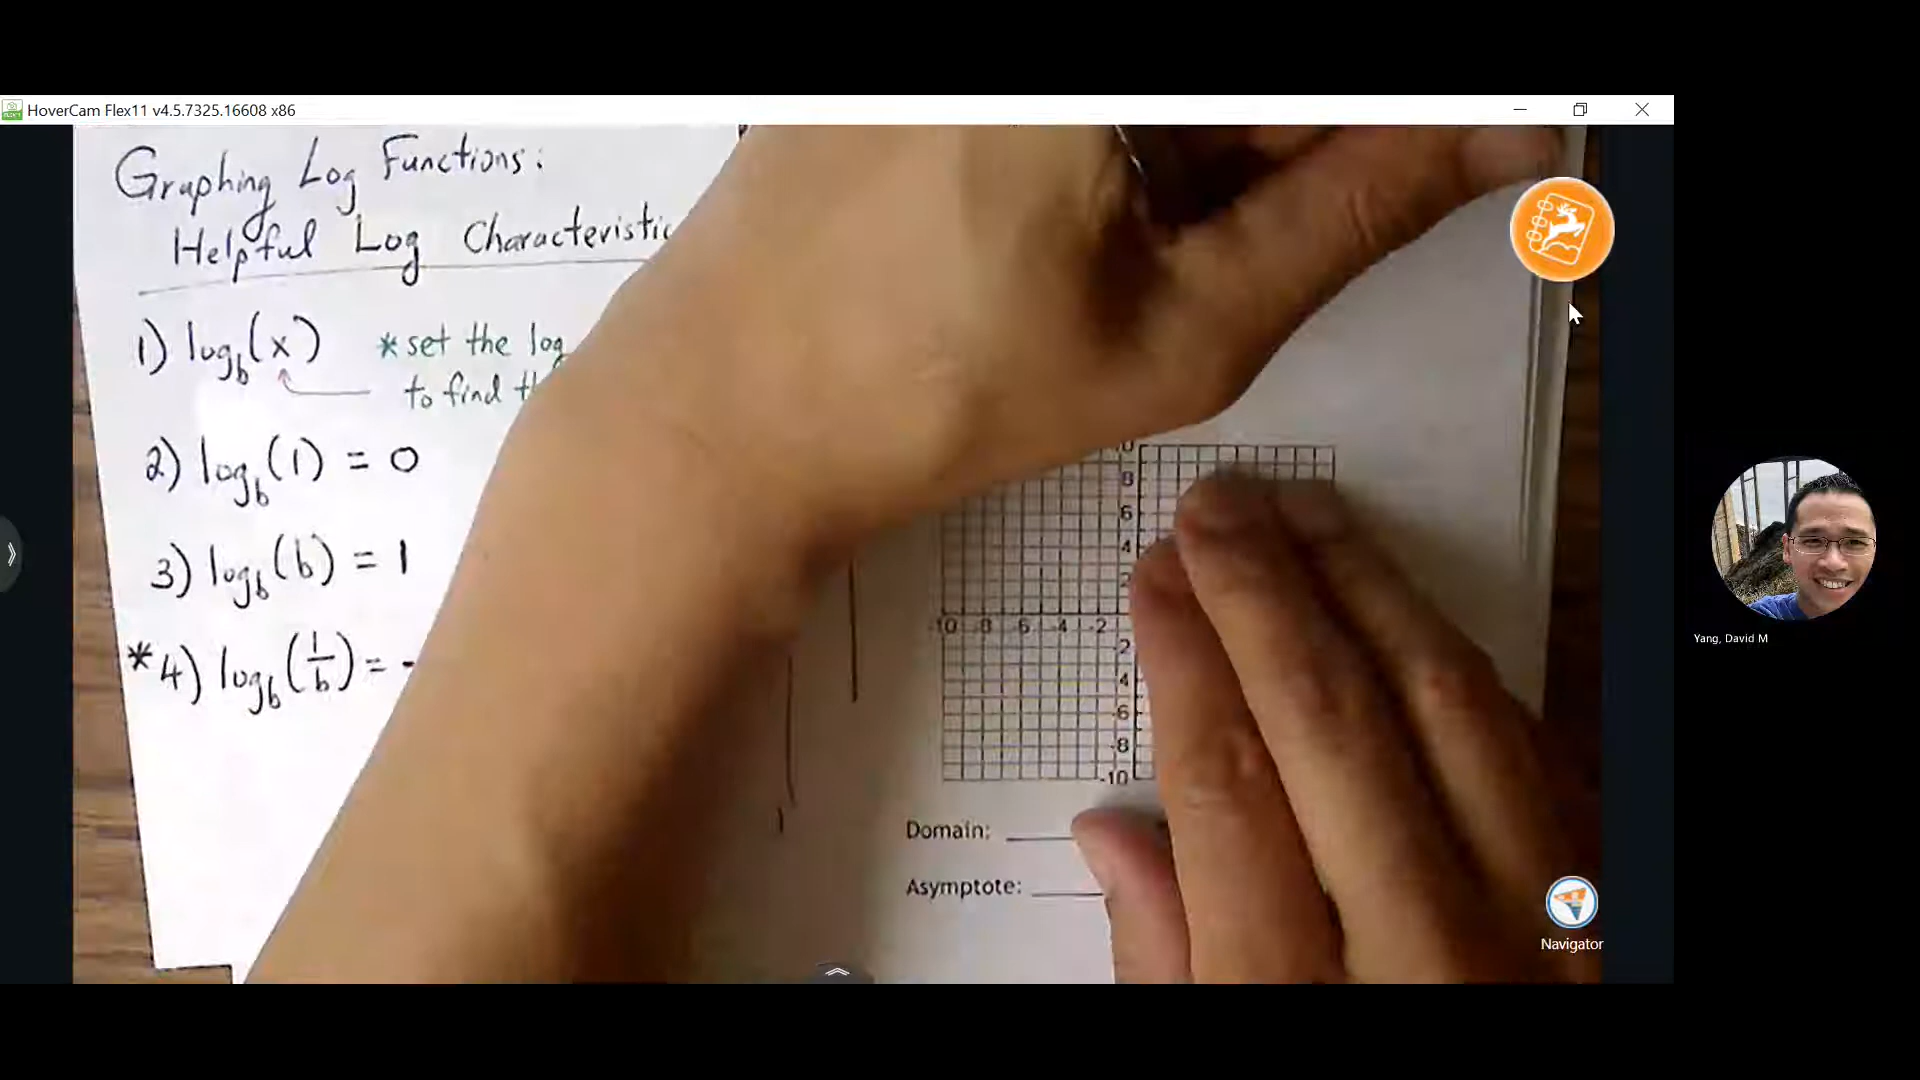 HoverCam Flex11 v4.5.7325.16608 x86
Graphing Log Functions:
Helpful Log Characteristic
1) log_b(x) * set the log
to find th
2) log_b(1) = 0
3) log_b(b) = 1
*4) log_b(1/b) = -
8
6
4
2
-10 -8 -6 -4 -2
-2
-4
-6
-8
-10
Domain:
Asymptote:
Navigator
Yang, David M